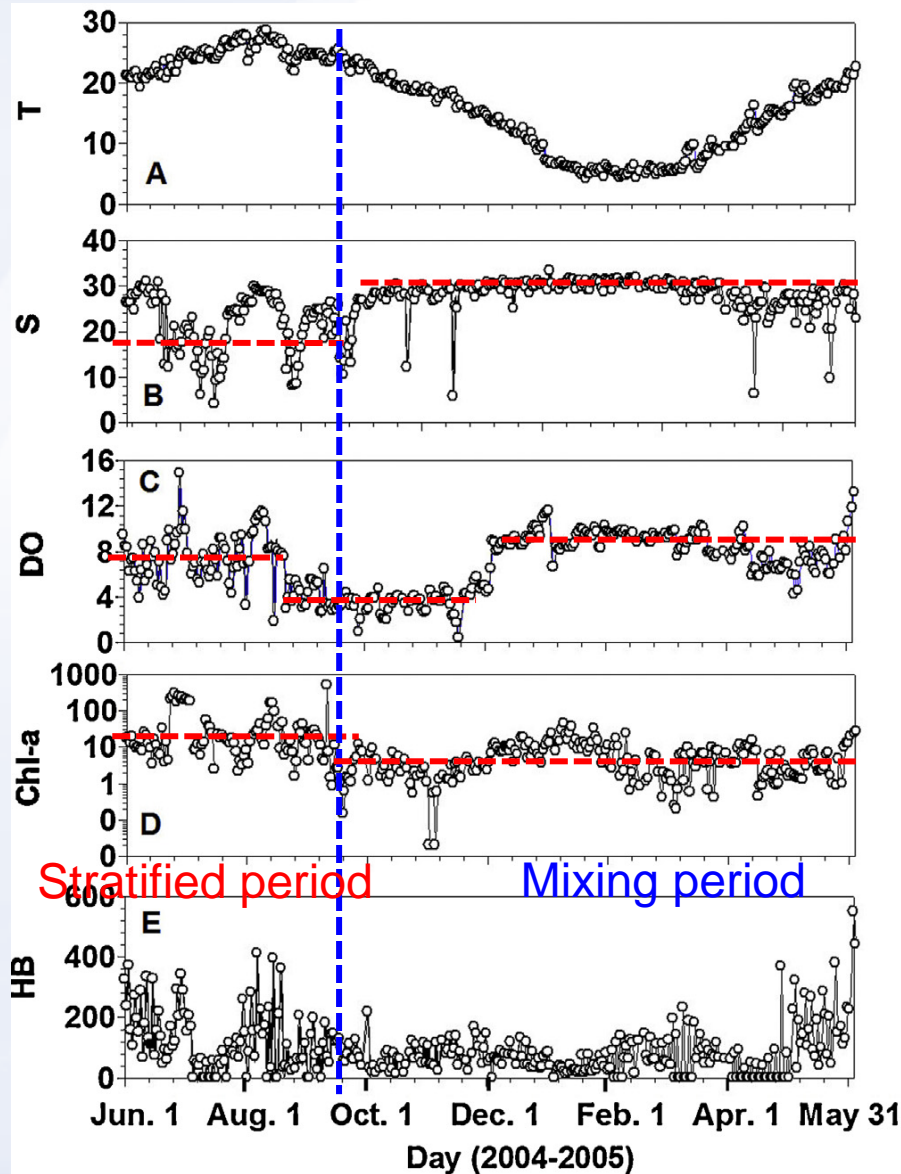 30
20
10
0
T
A
40
30
20
10
0
S
B
16
12
8
4
0
DO
C
1000
100
10
1
0
0
Chl-a
D
Stratified period
Mixing period
600
400
200
0
HB
E
Jun. 1 Aug. 1 Oct. 1 Dec. 1 Feb. 1 Apr. 1 May 31
Day (2004-2005)